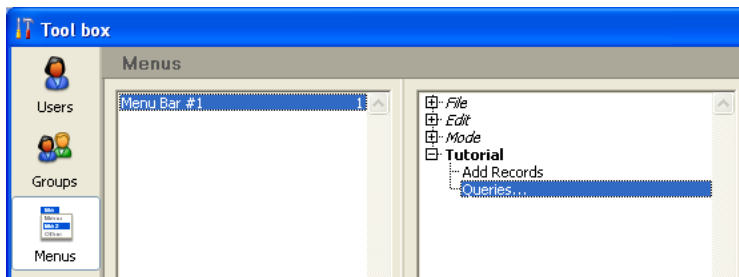 Tool box
Menus
Users
Groups
Menus
Menu Bar #1 1
File
Edit
Mode
Tutorial
Add Records
Queries...